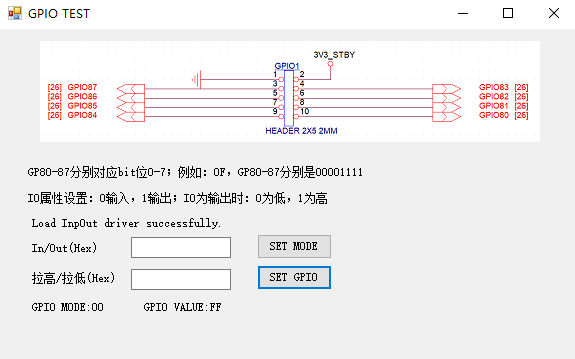 GPIO TEST
3V3_STBY
GPIO1
1 2
[26] GPIO87 3 4 GPIO83 [26]
[26] GPIO86 5 6 GPIO82 [26]
[26] GPIO85 7 8 GPIO81 [26]
[26] GPIO84 9 10 GPIO80 [26]
HEADER 2X5 2MM
GP80-87分别对应bit位0-7；例如：0F，GP80-87分别是00001111
IO属性设置：0输入，1输出；IO为输出时：0为低，1为高
Load InpOut driver successfully.
In/Out(Hex) SET MODE
拉高/拉低(Hex) SET GPIO
GPIO MODE:00 GPIO VALUE:FF